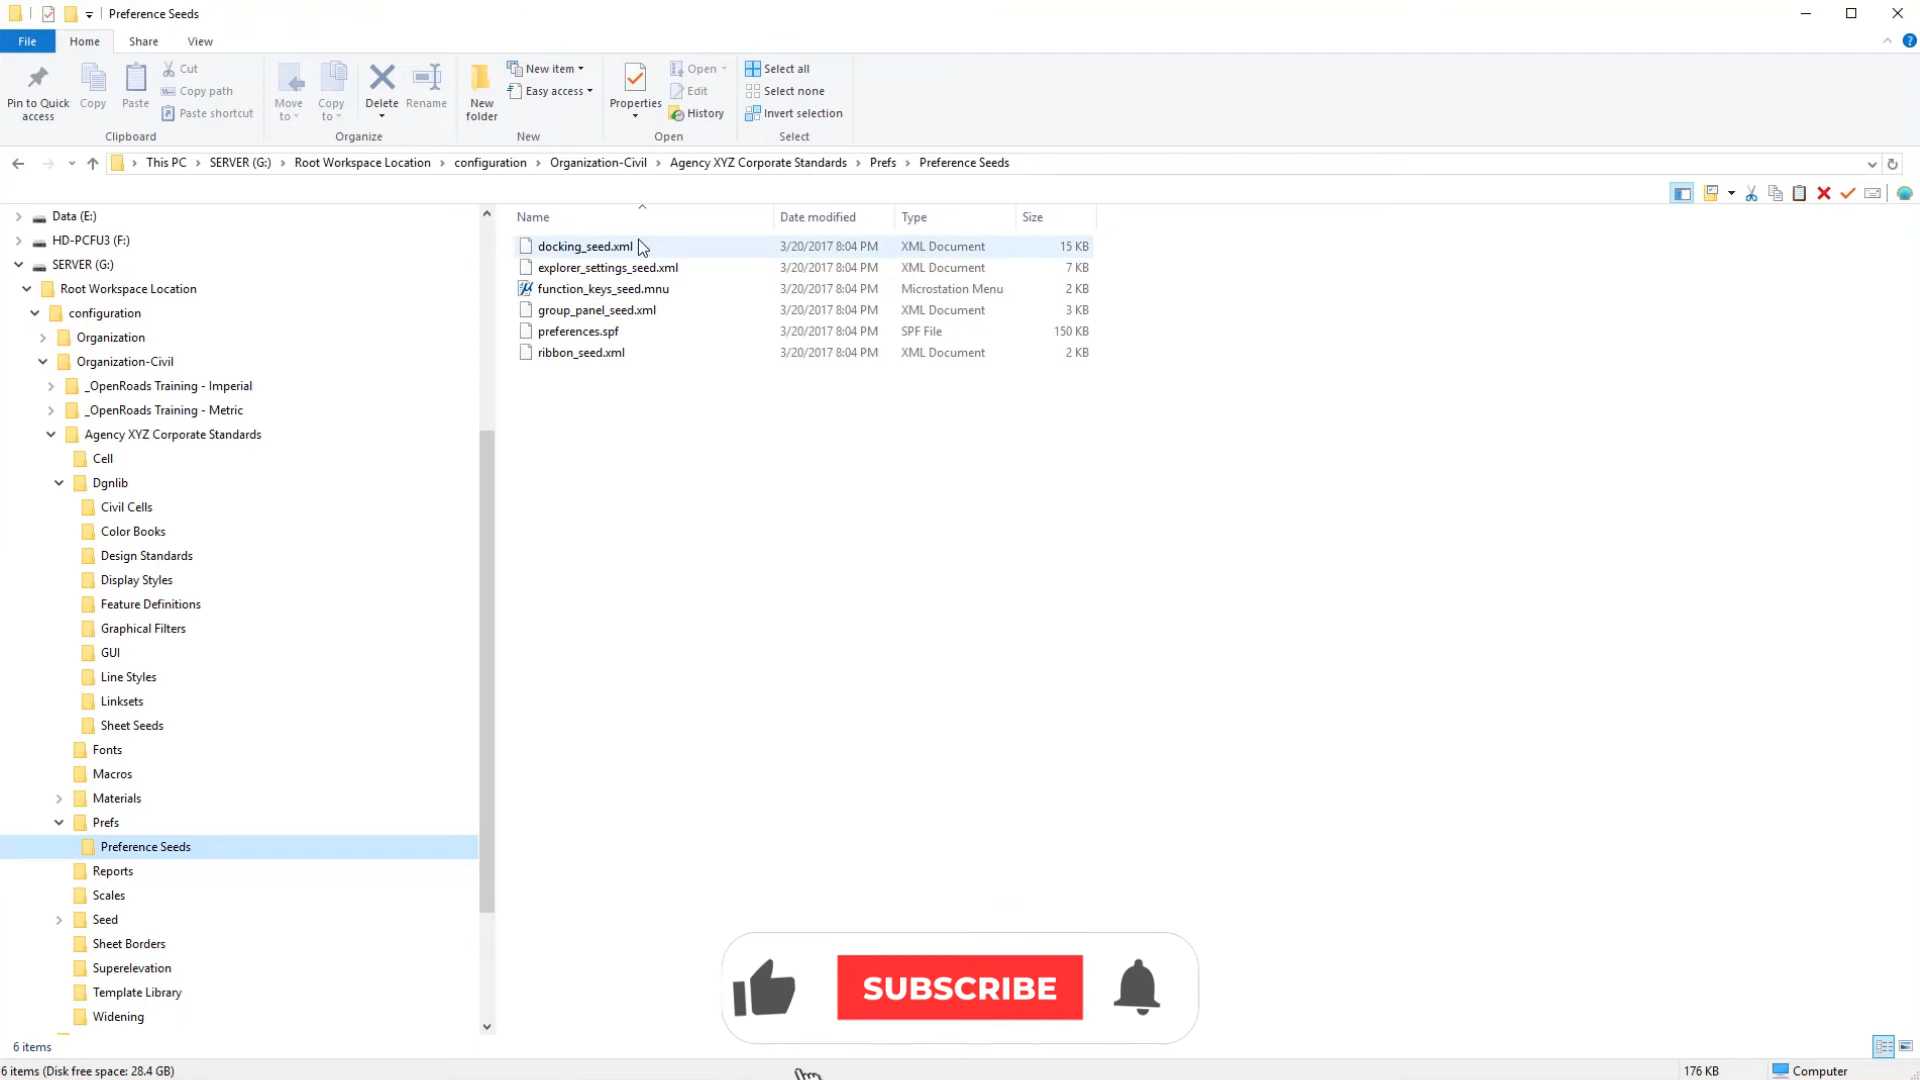 Preference Seeds
File Home Share View
Pin to Quick access
Copy
Paste
Cut
Copy path
Paste shortcut
Clipboard
Move to
Copy to
Delete
Rename
Organize
New folder
New item
Easy access
New
Properties
Open
Edit
History
Open
Select all
Select none
Invert selection
Select
This PC > SERVER (G:) > Root Workspace Location > configuration > Organization-Civil > Agency XYZ Corporate Standards > Prefs > Preference Seeds
Data (E:)
HD-PCFU3 (F:)
SERVER (G:)
Root Workspace Location
configuration
Organization
Organization-Civil
_OpenRoads Training - Imperial
_OpenRoads Training - Metric
Agency XYZ Corporate Standards
Cell
Dgnlib
Civil Cells
Color Books
Design Standards
Display Styles
Feature Definitions
Graphical Filters
GUI
Line Styles
Linksets
Sheet Seeds
Fonts
Macros
Materials
Prefs
Preference Seeds
Reports
Scales
Seed
Sheet Borders
Superelevation
Template Library
Widening
Name Date modified Type Size
docking_seed.xml 3/20/2017 8:04 PM XML Document 15 KB
explorer_settings_seed.xml 3/20/2017 8:04 PM XML Document 7 KB
function_keys_seed.mnu 3/20/2017 8:04 PM Microstation Menu 2 KB
group_panel_seed.xml 3/20/2017 8:04 PM XML Document 3 KB
preferences.spf 3/20/2017 8:04 PM SPF File 150 KB
ribbon_seed.xml 3/20/2017 8:04 PM XML Document 2 KB
SUBSCRIBE
6 items
6 items (Disk free space: 28.4 GB) 176 KB Computer